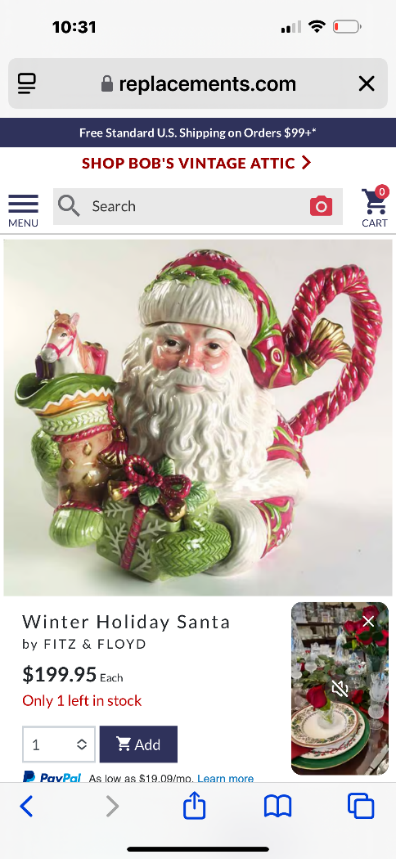 10:31
replacements.com
Free Standard U.S. Shipping on Orders $99+*
SHOP BOB'S VINTAGE ATTIC
MENU
Search
0
CART
Winter Holiday Santa
by FITZ & FLOYD
$199.95 Each
Only 1 left in stock
1
Add
PayPal As low as $19.09/mo. Learn more